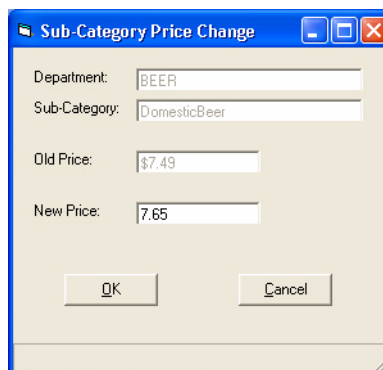 Sub-Category Price Change
Department: BEER
Sub-Category: DomesticBeer
Old Price: $7.49
New Price: 7.65
OK Cancel